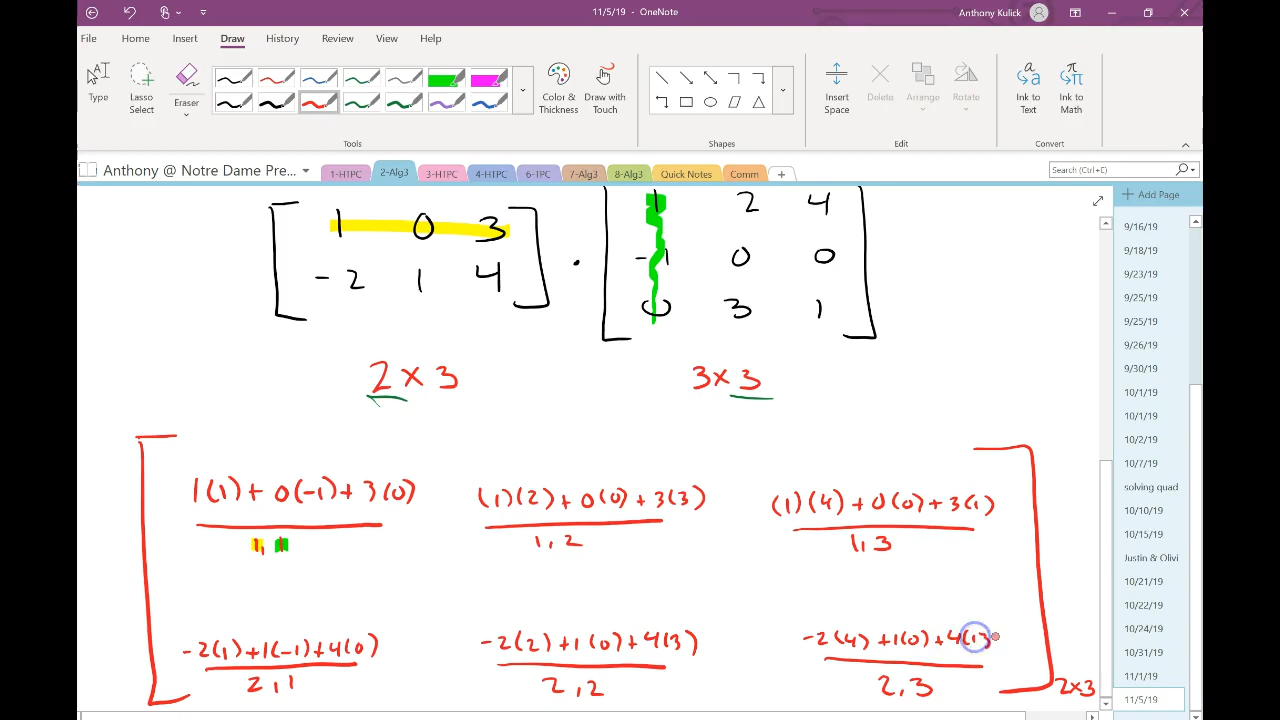 11/5/19 - OneNote
Anthony Kulick
File Home Insert Draw History Review View Help
Type
Lasso Select
Eraser
Color & Thickness
Draw with Touch
Insert Space
Delete
Arrange
Rotate
Ink to Text
Ink to Math
Tools Shapes Edit Convert
Anthony @ Notre Dame Pre...
1-HTPC 2-Alg3 3-HTPC 4-HTPC 6-TPC 7-Alg3 8-Alg3 Quick Notes Comm
Search (Ctrl+E)
Add Page
9/16/19
9/18/19
9/23/19
9/25/19
9/25/19
9/26/19
9/30/19
10/1/19
10/1/19
10/2/19
10/7/19
solving quad
10/10/19
10/15/19
Justin & Olivi
10/21/19
10/22/19
10/24/19
10/31/19
11/1/19
11/5/19
1 0 3
-2 1 4
·
1 2 4
-1 0 0
0 3 1
2 x 3 3 x 3
1(1) + 0(-1) + 3(0) (1)(2) + 0(0) + 3(3) (1)(4) + 0(0) + 3(1)
1, 1 1, 2 1, 3
-2(1) + 1(-1) + 4(0) -2(2) + 1(0) + 4(3) -2(4) + 1(0) + 4(1)
2, 1 2, 2 2, 3
2x3